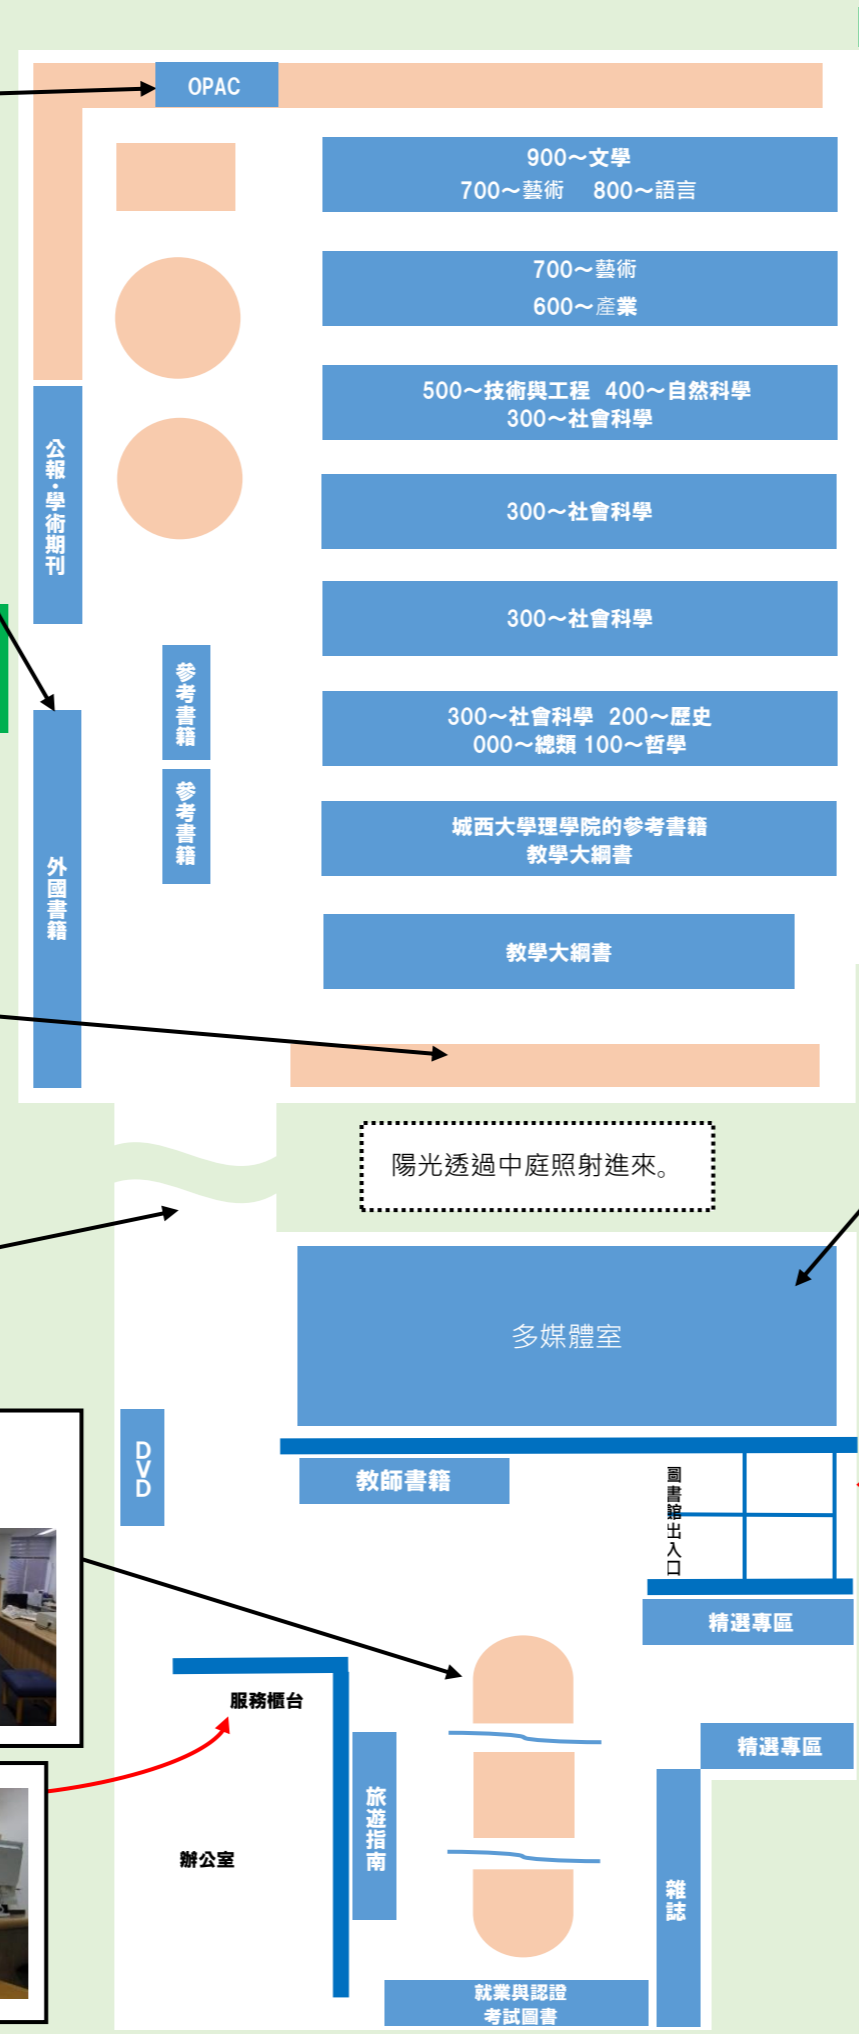 OPAC
900～文學
700～藝術 800～語言
700～藝術
600～產業
500～技術與工程 400～自然科學
300～社會科學
公報・學術期刊
300～社會科學
300～社會科學
參考書籍
300～社會科學 200～歷史
000～總類 100～哲學
參考書籍
城西大學理學院的參考書籍
教學大綱書
外國書籍
教學大綱書
陽光透過中庭照射進來。
多媒體室
DVD
教師書籍
圖書館出入口
精選專區
服務櫃台
精選專區
旅遊指南
辦公室
雜誌
就業與認證
考試圖書